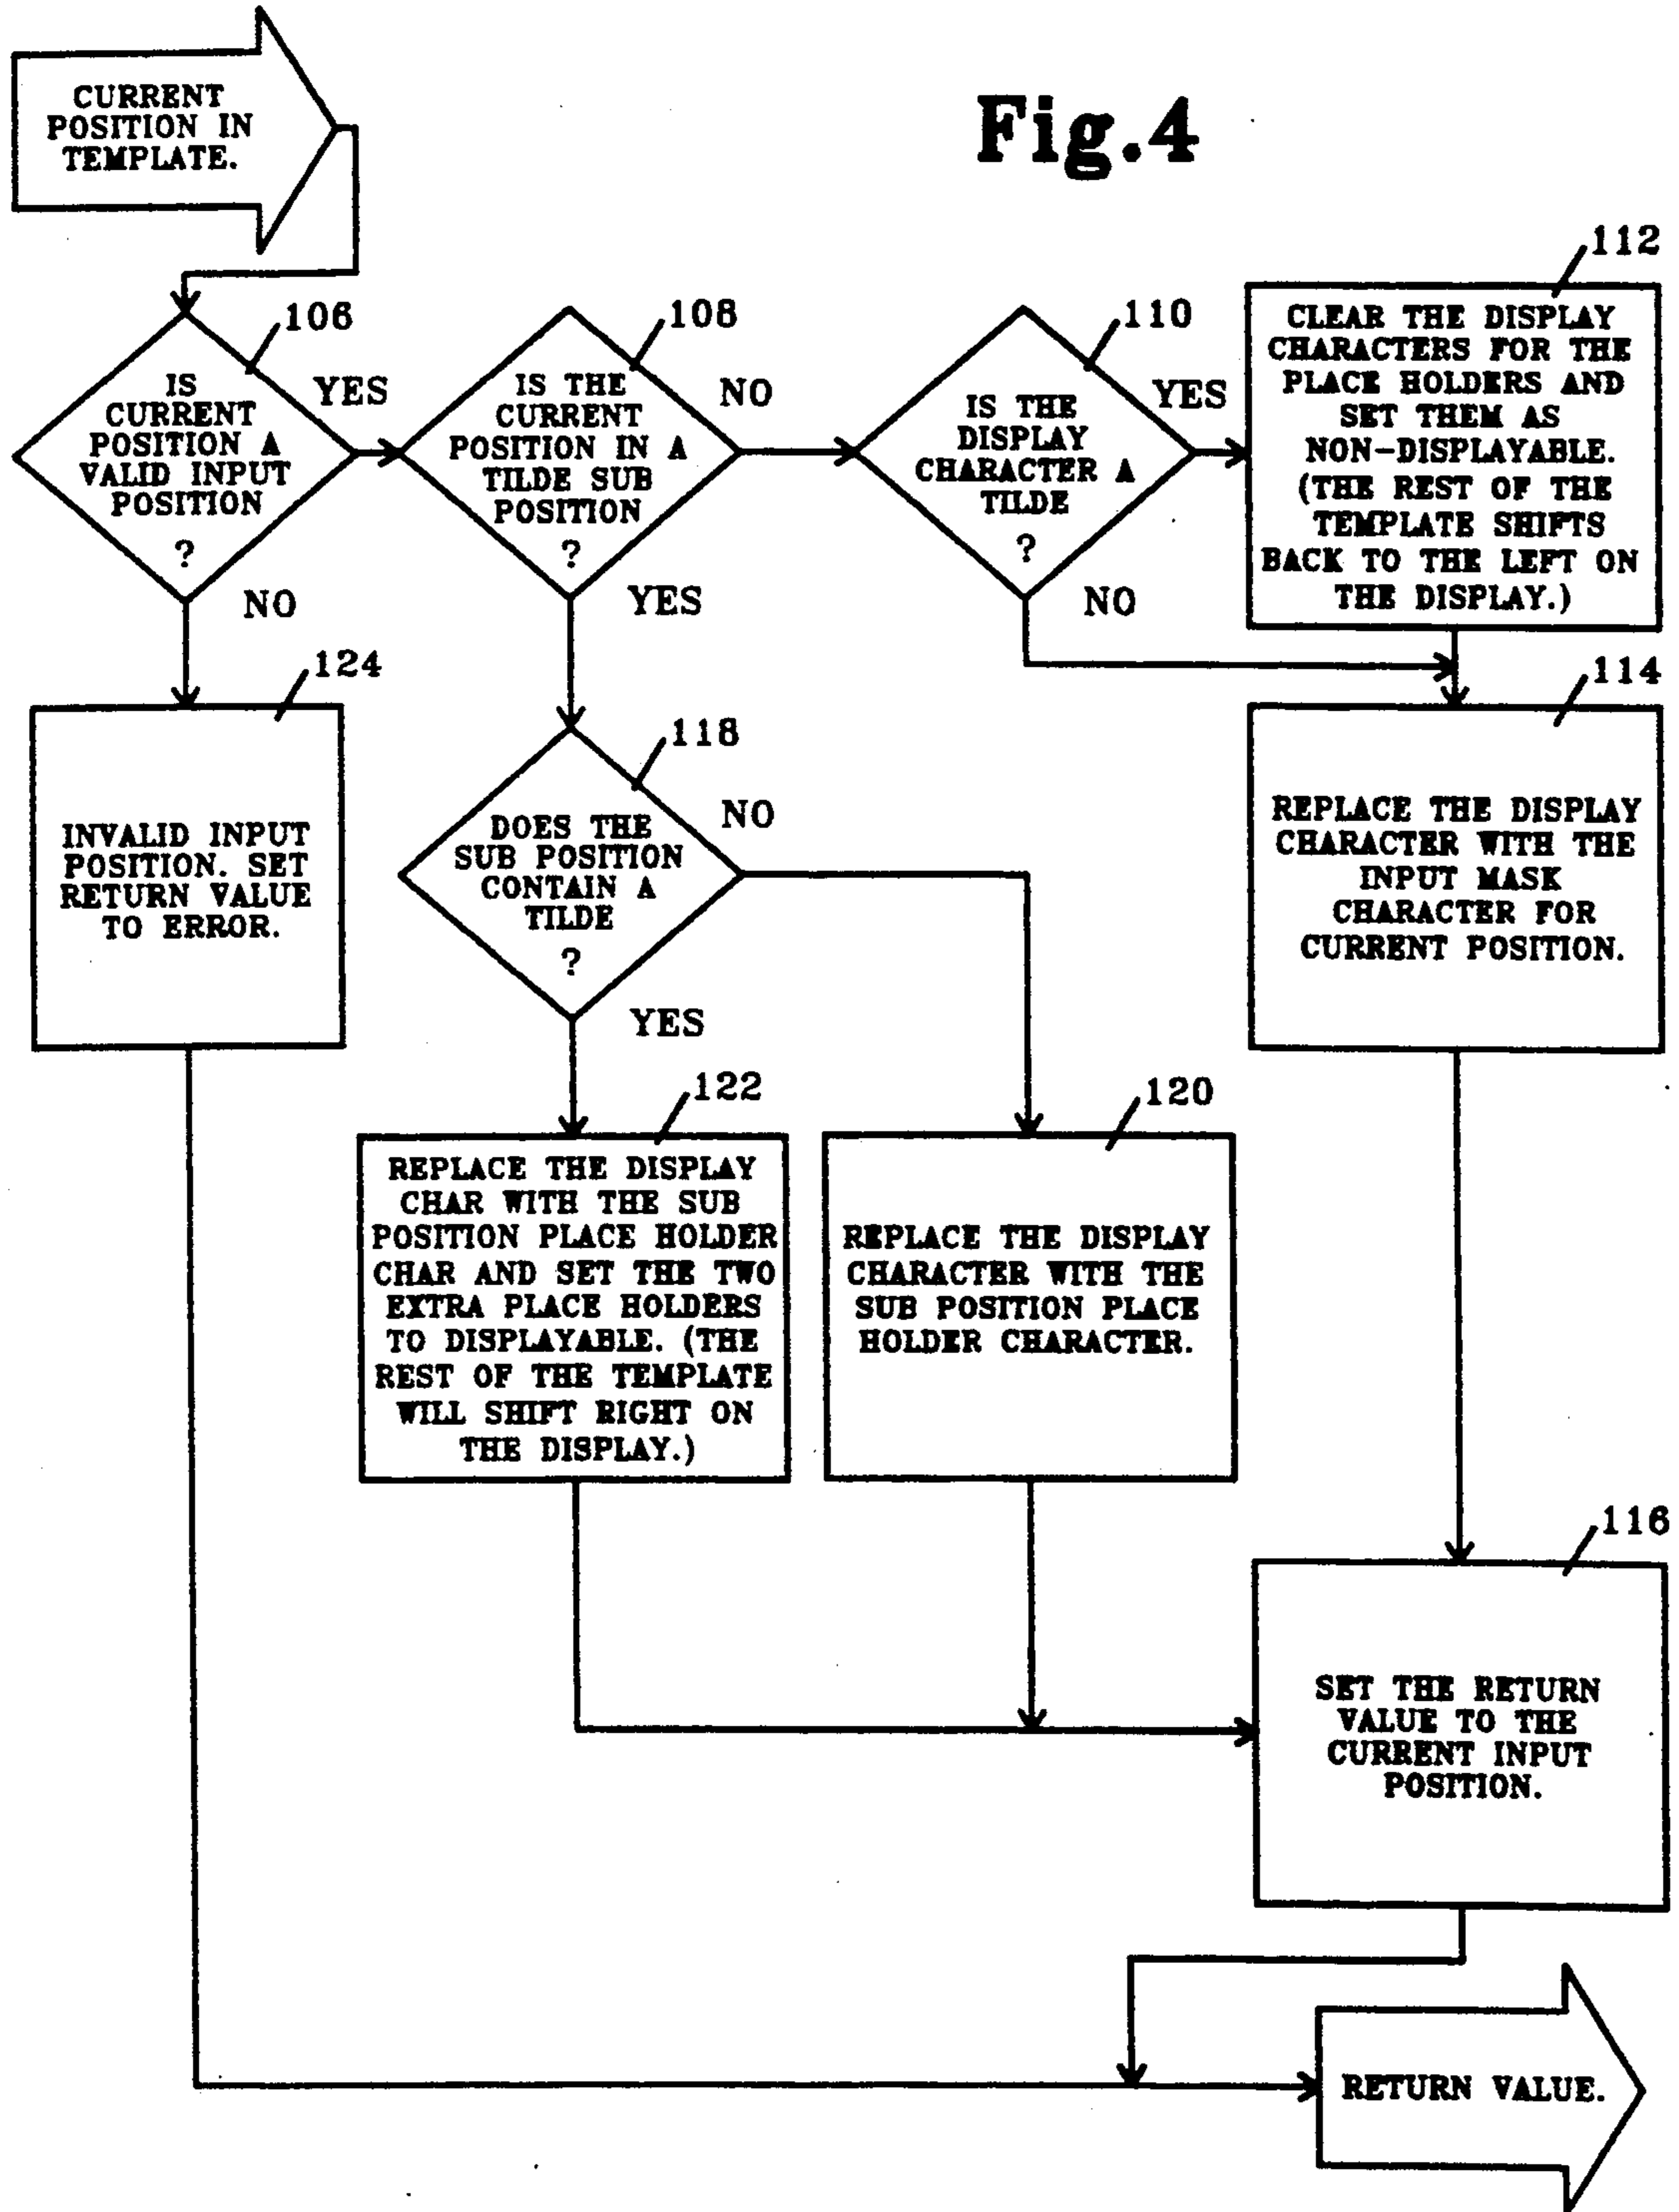 CURRENT
POSITION IN
TEMPLATE.
Fig.4
106
IS
CURRENT
POSITION A
VALID INPUT
POSITION
?
YES
NO
108
IS THE
CURRENT
POSITION IN A
TILDE SUB
POSITION
?
NO
YES
110
IS THE
DISPLAY
CHARACTER A
TILDE
?
YES
NO
112
CLEAR THE DISPLAY
CHARACTERS FOR THE
PLACE HOLDERS AND
SET THEM AS
NON-DISPLAYABLE.
(THE REST OF THE
TEMPLATE SHIFTS
BACK TO THE LEFT ON
THE DISPLAY.)
124
INVALID INPUT
POSITION. SET
RETURN VALUE
TO ERROR.
118
DOES THE
SUB POSITION
CONTAIN A
TILDE
?
NO
YES
114
REPLACE THE DISPLAY
CHARACTER WITH THE
INPUT MASK
CHARACTER FOR
CURRENT POSITION.
122
REPLACE THE DISPLAY
CHAR WITH THE SUB
POSITION PLACE HOLDER
CHAR AND SET THE TWO
EXTRA PLACE HOLDERS
TO DISPLAYABLE. (THE
REST OF THE TEMPLATE
WILL SHIFT RIGHT ON
THE DISPLAY.)
120
REPLACE THE DISPLAY
CHARACTER WITH THE
SUB POSITION PLACE
HOLDER CHARACTER.
116
SET THE RETURN
VALUE TO THE
CURRENT INPUT
POSITION.
RETURN VALUE.